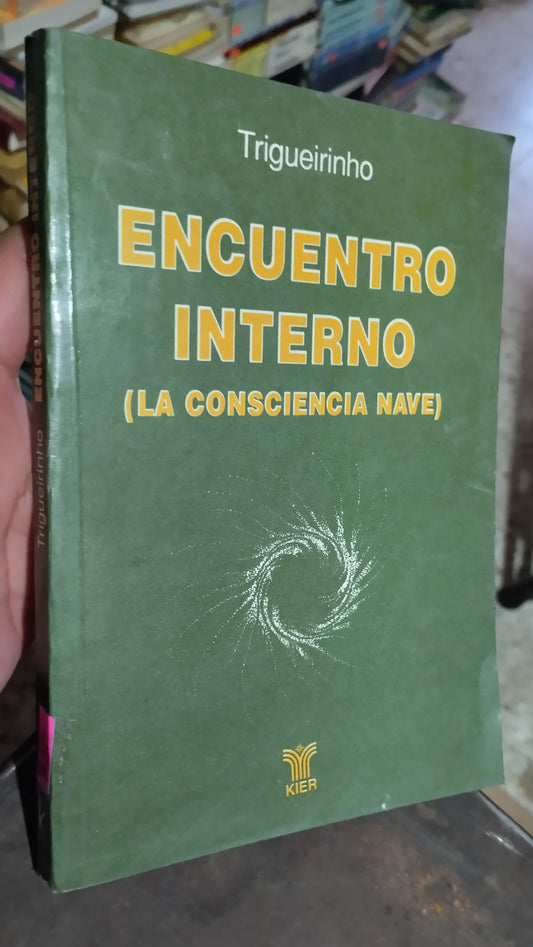 Trigueirinho
ENCUENTRO
INTERNO
(LA CONSCIENCIA NAVE)
KIER
Trigueirinho ENCUENTRO INTERNO